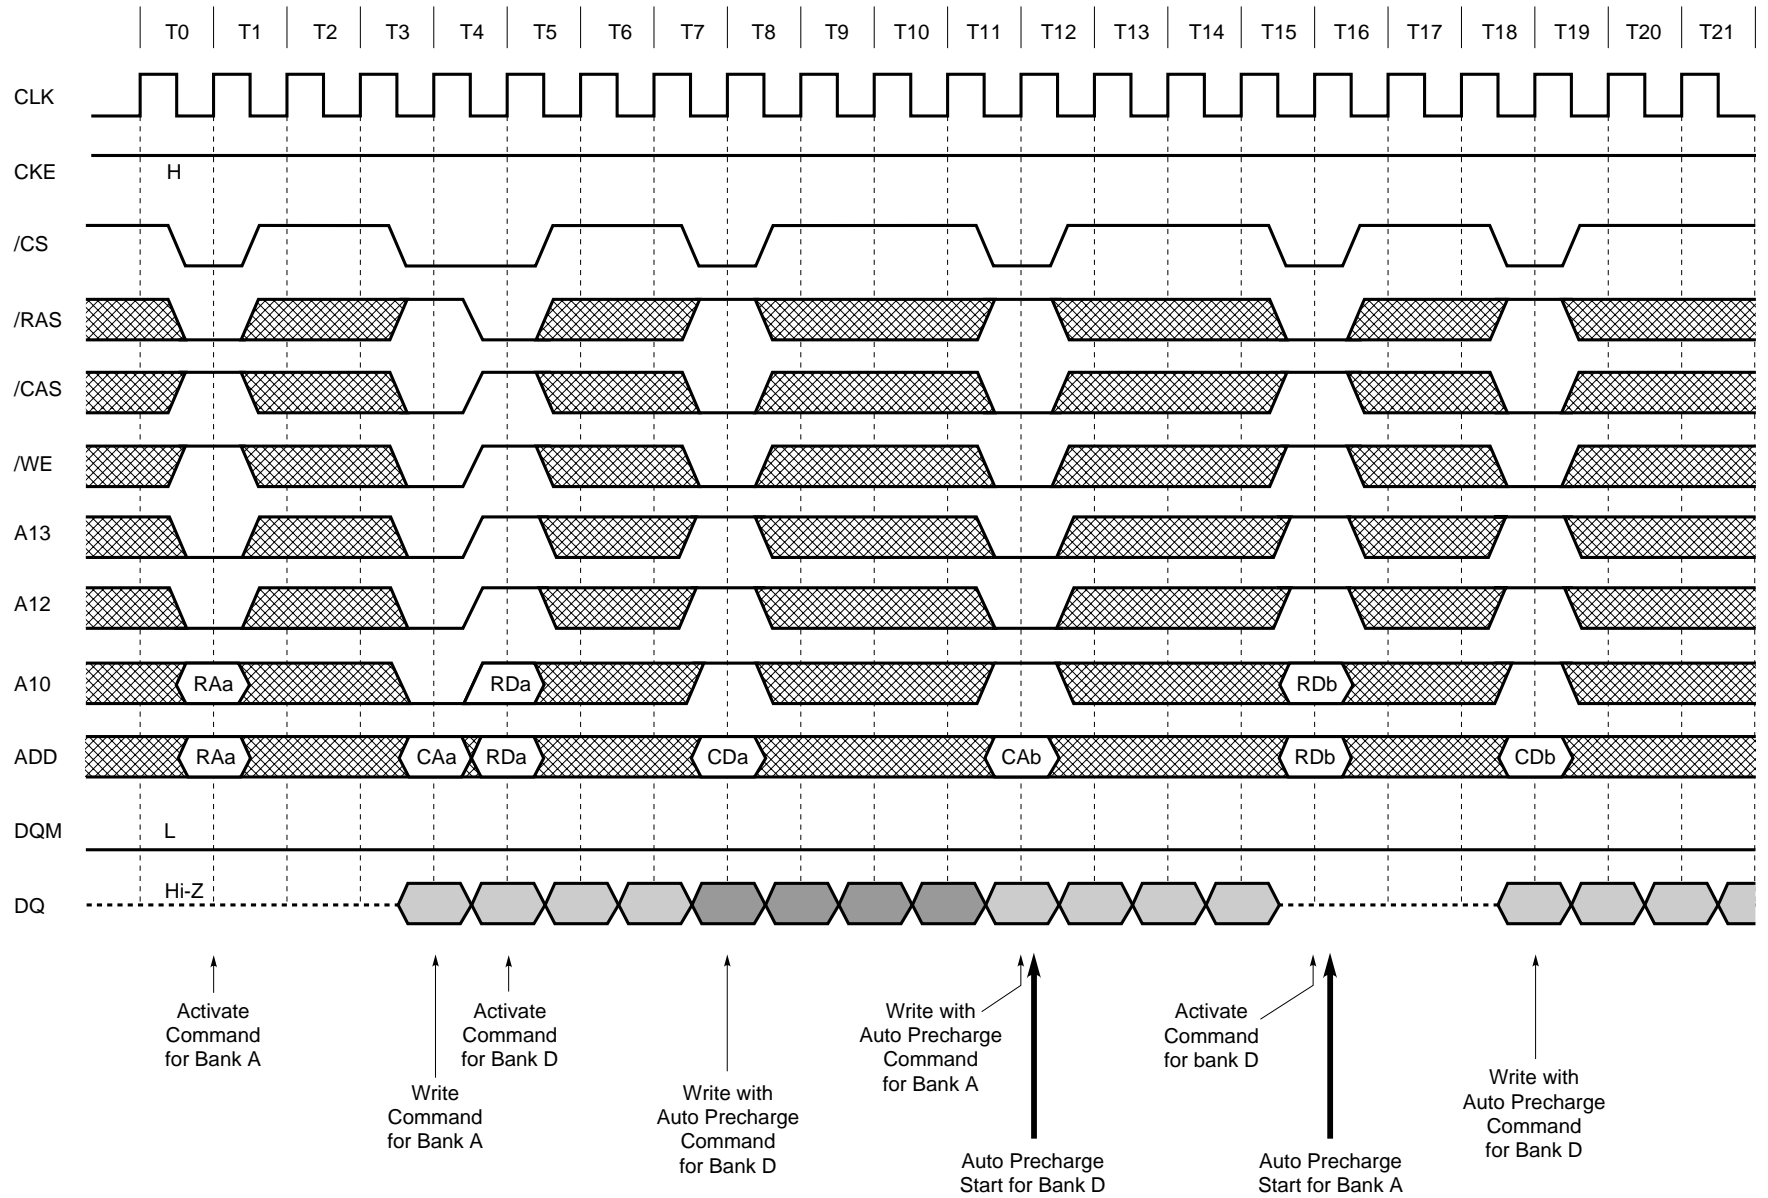 T0 T1 T2 T3 T4 T5 T6 T7 T8 T9 T10 T11 T12 T13 T14 T15 T16 T17 T18 T19 T20 T21
CLK
CKE H
/CS
/RAS
/CAS
/WE
A13
A12
A10 RAa RDa RDb
ADD RAa CAa RDa CDa CAb RDb CDb
DQM L
DQ Hi-Z
Activate
Command
for Bank A
Write
Command
for Bank A
Activate
Command
for Bank D
Write with
Auto Precharge
Command
for Bank D
Write with
Auto Precharge
Command
for Bank A
Auto Precharge
Start for Bank D
Activate
Command
for bank D
Auto Precharge
Start for Bank A
Write with
Auto Precharge
Command
for Bank D